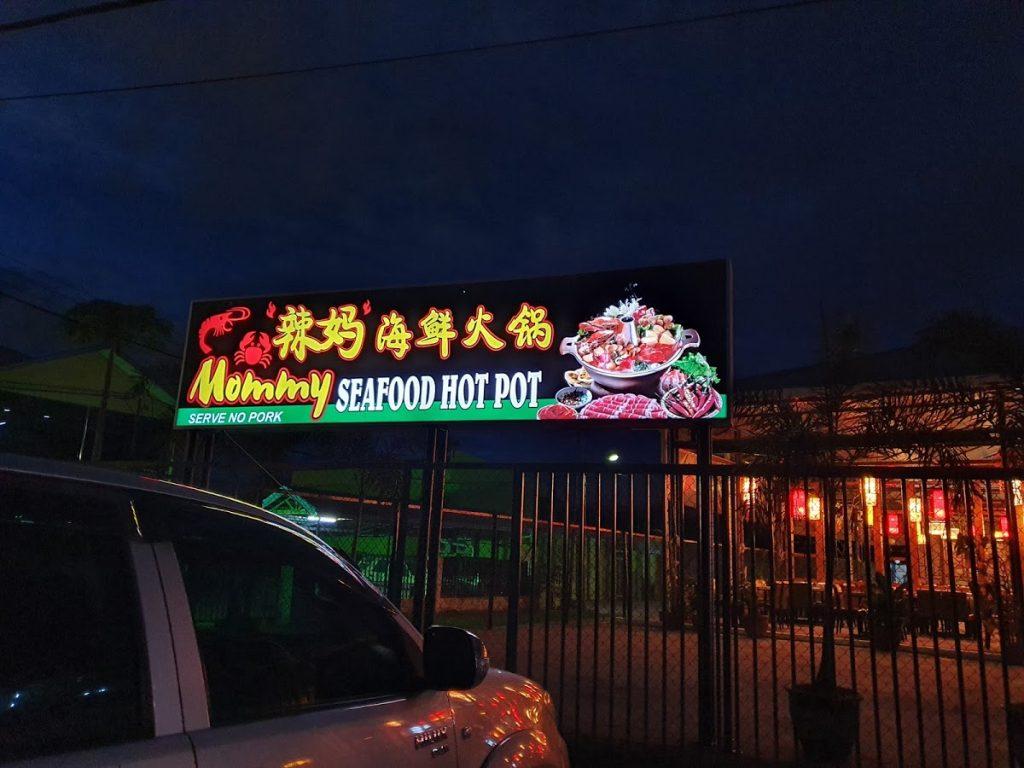 '辣妈'海鲜火锅
Mommy SEAFOOD HOT POT
SERVE NO PORK